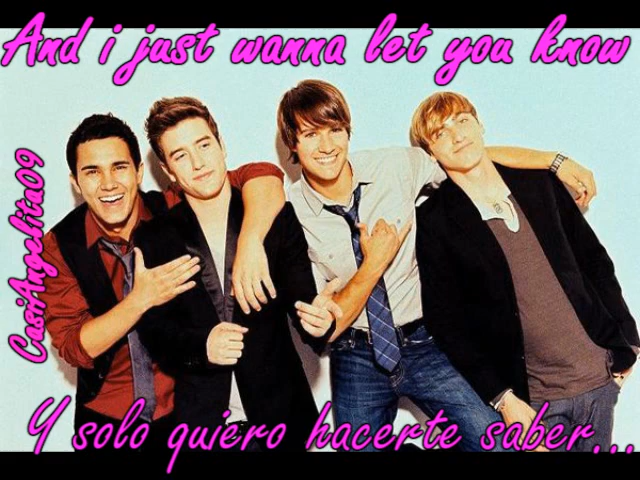 And i just wanna let you know
CasiAngelita09
Y solo quiero hacerte saber...